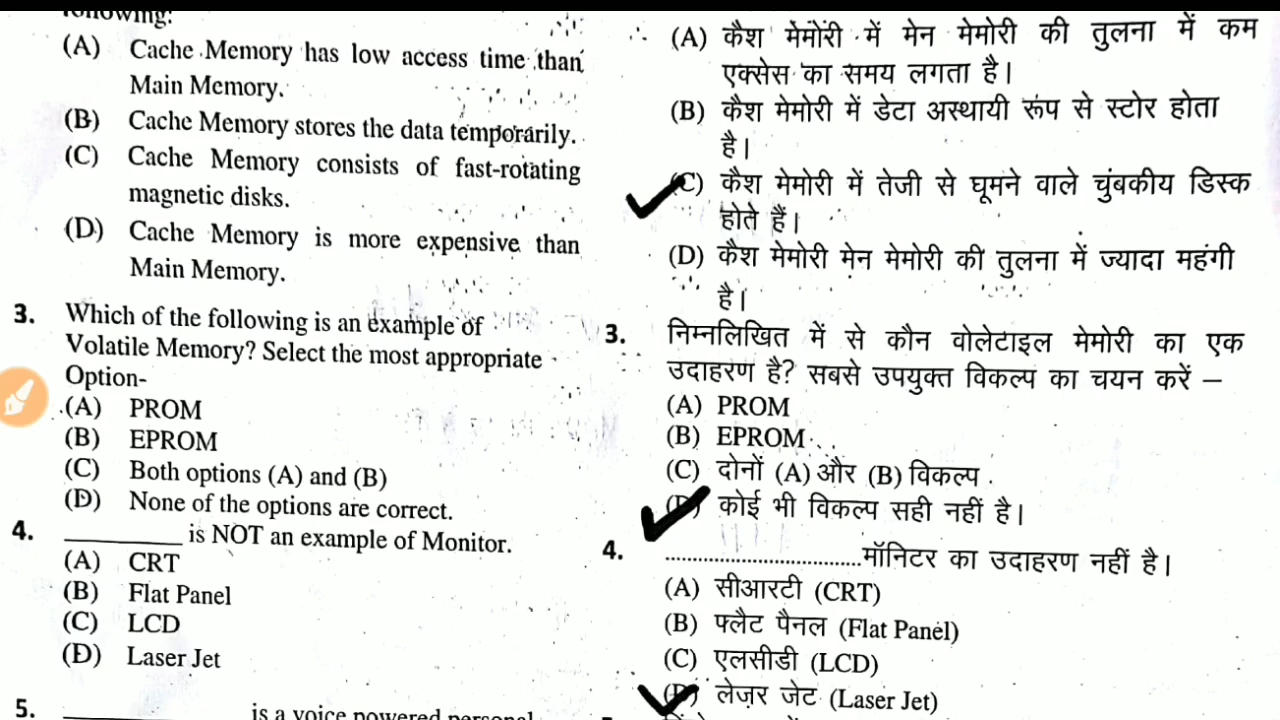 following:
(A) Cache Memory has low access time than
Main Memory.
(B) Cache Memory stores the data temporarily.
(C) Cache Memory consists of fast-rotating
magnetic disks.
(D) Cache Memory is more expensive than
Main Memory.
3. Which of the following is an example of
Volatile Memory? Select the most appropriate
Option-
(A) PROM
(B) EPROM
(C) Both options (A) and (B)
(D) None of the options are correct.
4. __________ is NOT an example of Monitor.
(A) CRT
(B) Flat Panel
(C) LCD
(D) Laser Jet
5. __________ is a voice powered personal
(A) कैश मेमोरी में मेन मेमोरी की तुलना में कम
एक्सेस का समय लगता है।
(B) कैश मेमोरी में डेटा अस्थायी रूप से स्टोर होता
है।
(C) कैश मेमोरी में तेजी से घूमने वाले चुंबकीय डिस्क
होते हैं।
(D) कैश मेमोरी मेन मेमोरी की तुलना में ज्यादा महंगी
है।
3. निम्नलिखित में से कौन वोलेटाइल मेमोरी का एक
उदाहरण है? सबसे उपयुक्त विकल्प का चयन करें –
(A) PROM
(B) EPROM
(C) दोनों (A) और (B) विकल्प
(D) कोई भी विकल्प सही नहीं है।
4. ....................................मॉनिटर का उदाहरण नहीं है।
(A) सीआरटी (CRT)
(B) फ्लैट पैनल (Flat Panel)
(C) एलसीडी (LCD)
(D) लेज़र जेट (Laser Jet)